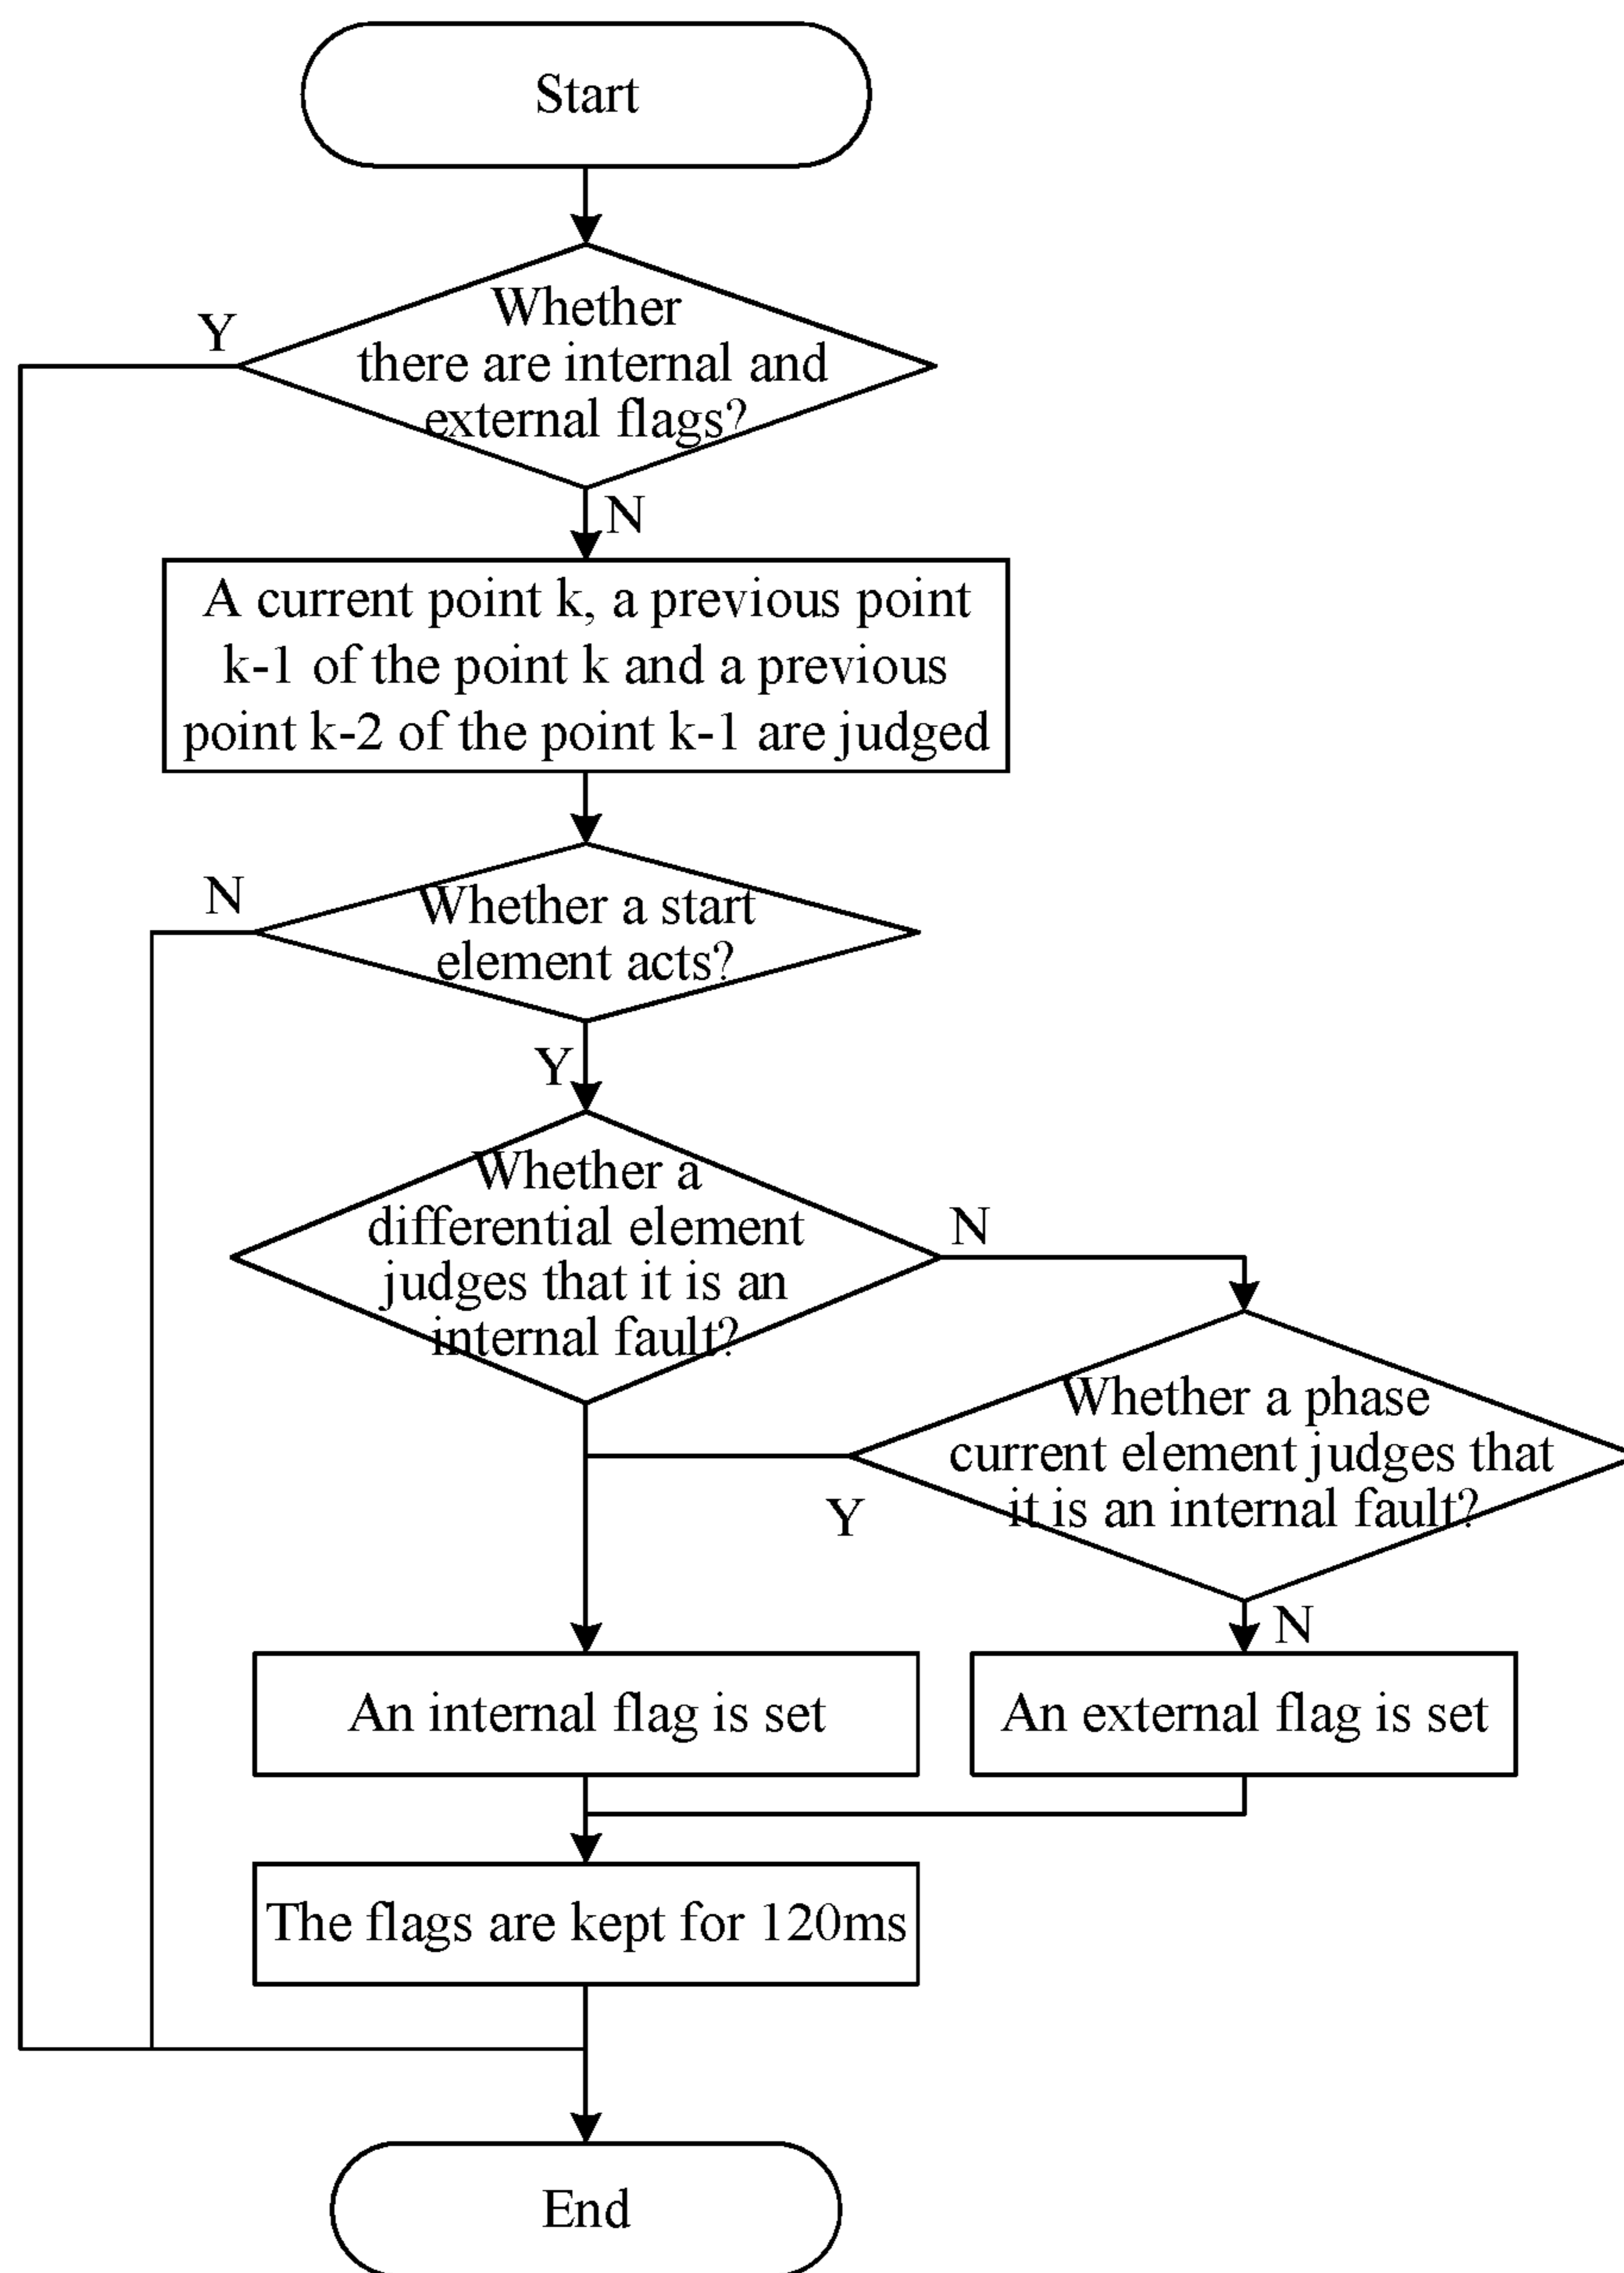 Start
Whether
there are internal and
external flags?
Y
N
A current point k, a previous point
k-1 of the point k and a previous
point k-2 of the point k-1 are judged
N
Whether a start
element acts?
Y
Whether a
differential element
judges that it is an
internal fault?
N
Whether a phase
current element judges that
it is an internal fault?
Y
N
An internal flag is set
An external flag is set
The flags are kept for 120ms
End